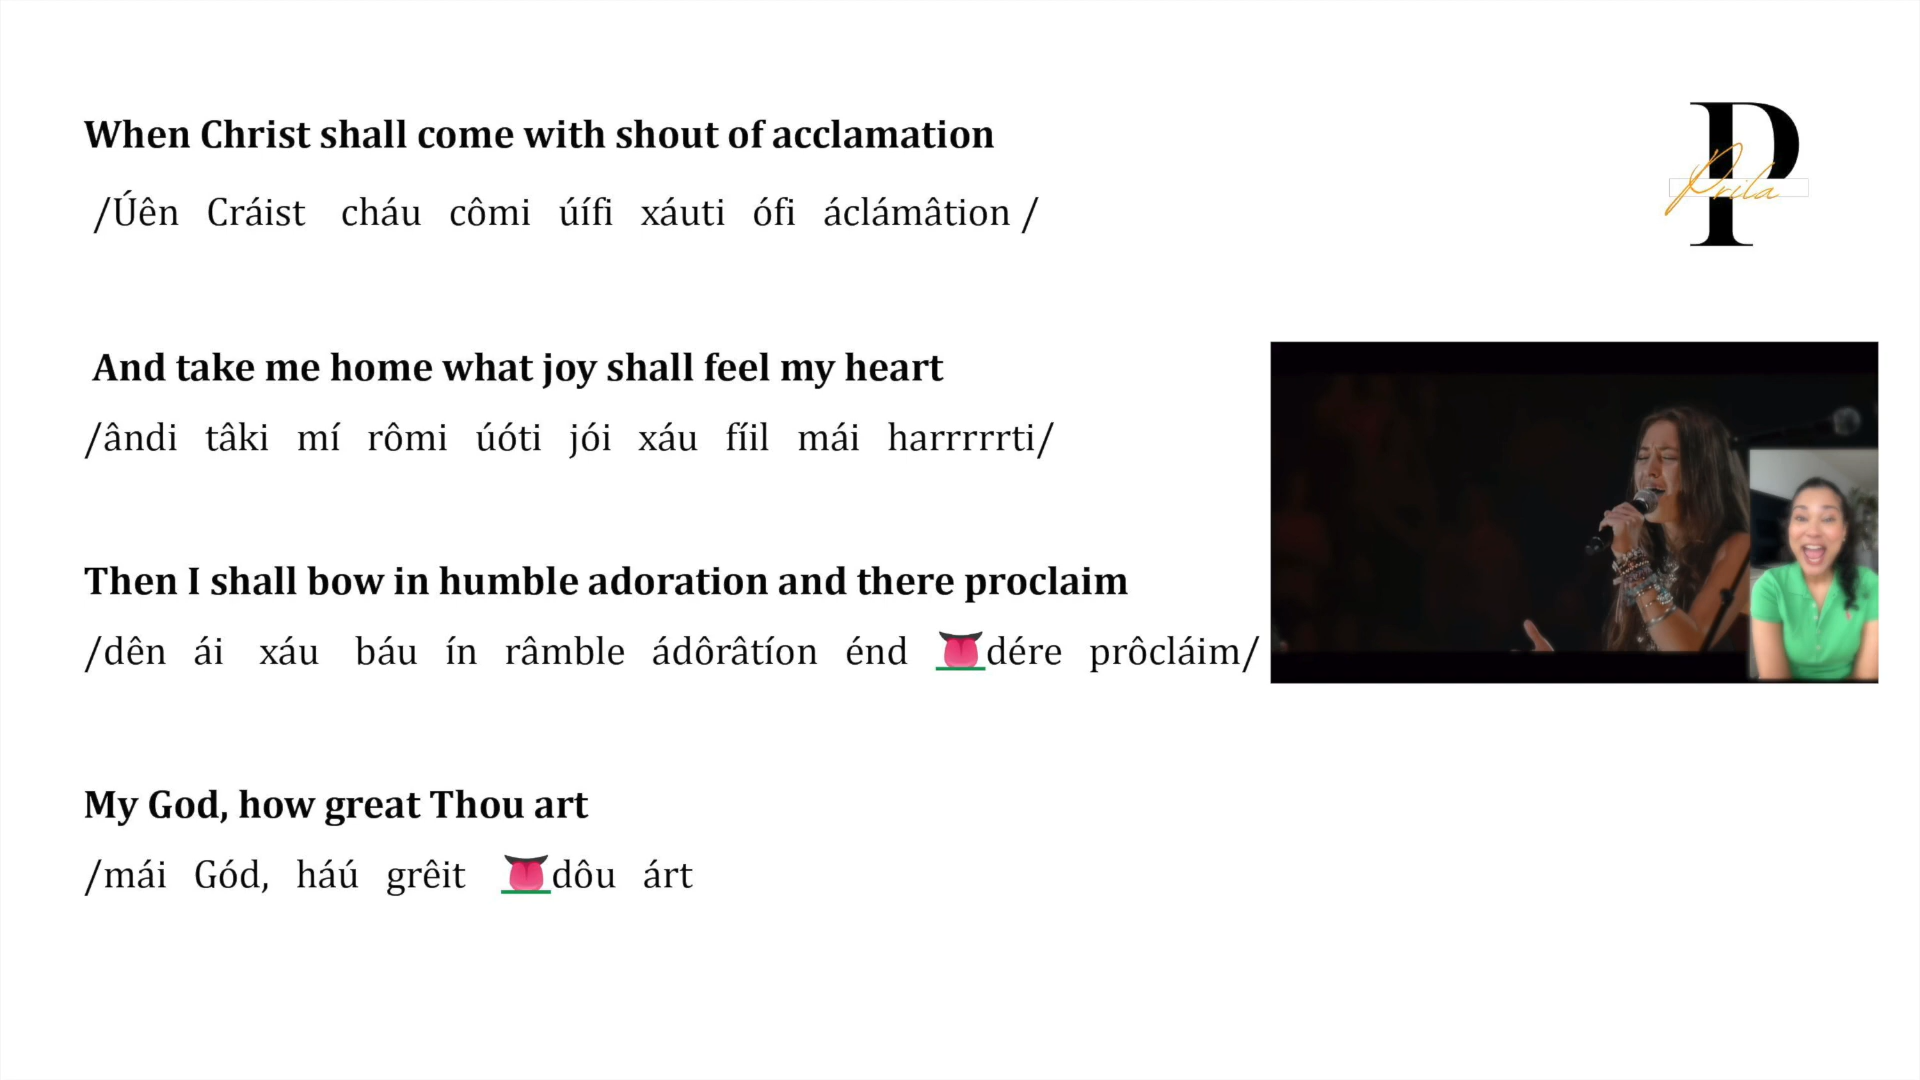 When Christ shall come with shout of acclamation
/Úên Cráist cháu cômi úífi xáuti ófi áclámâtion /
And take me home what joy shall feel my heart
/ândi tâki mí rômi úóti jói xáu fíil mái harrrrrti/
Then I shall bow in humble adoration and there proclaim
/dên ái xáu báu ín râmble ádôrâtíon énd 👅dére prôcláim/
My God, how great Thou art
/mái Gód, háú grêit 👅dôu árt
P
Prila